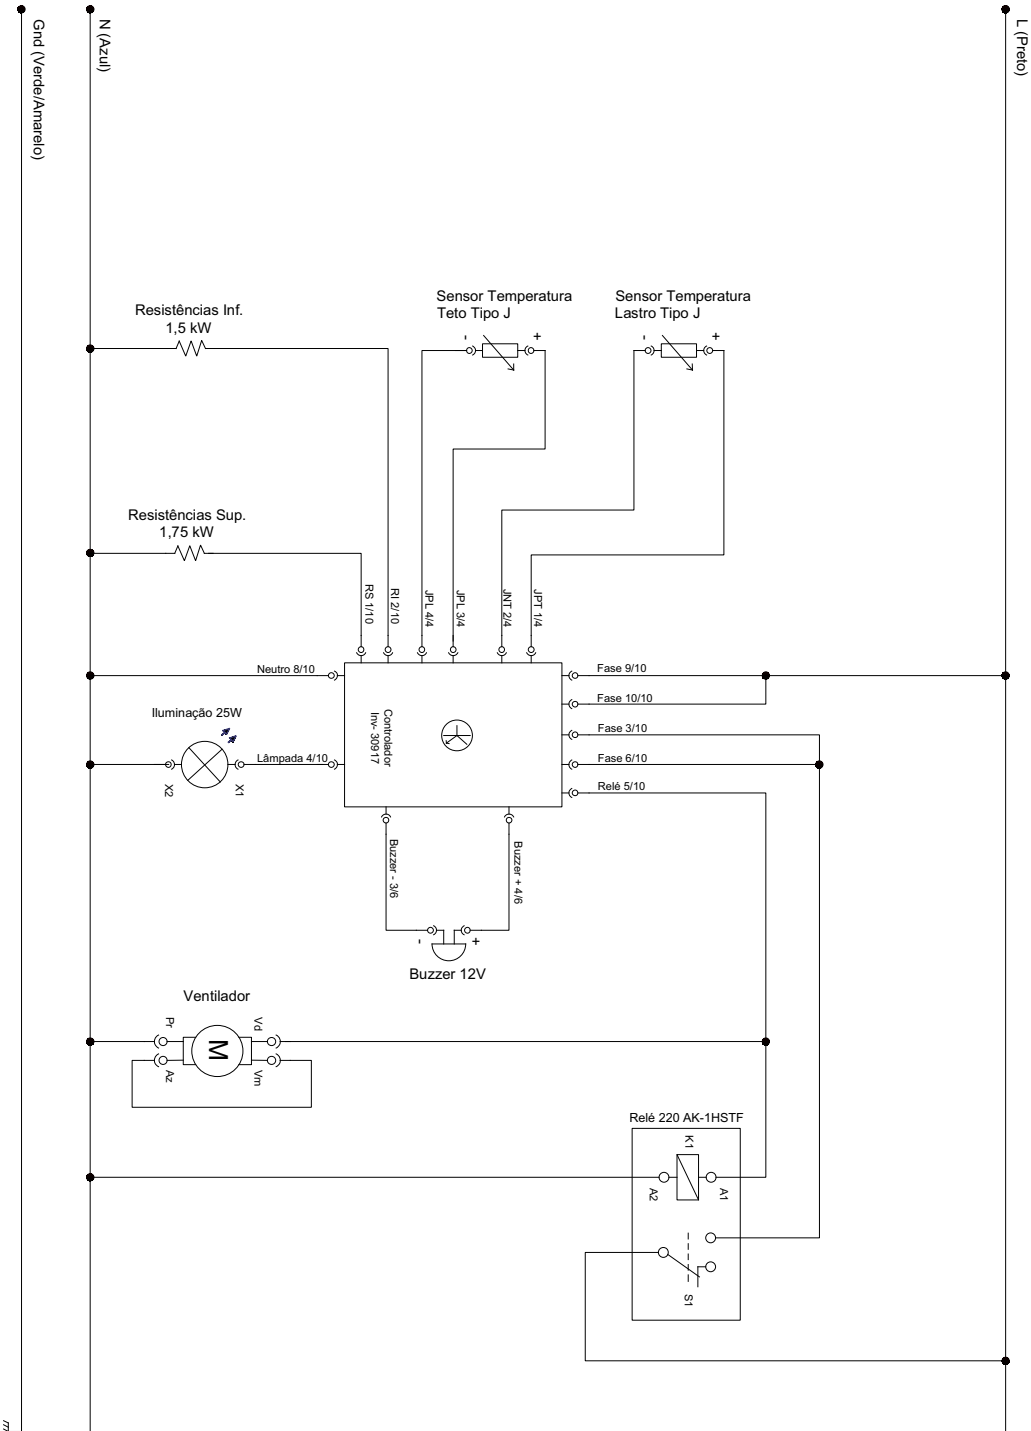 L (Preto)
N (Azul)
Gnd (Verde/Amarelo)
Resistências Inf.
1,5 kW
Sensor Temperatura
Teto Tipo J
- +
Sensor Temperatura
Lastro Tipo J
- +
Resistências Sup.
1,75 kW
RS 1/10
RI 2/10
JPL 4/4
JPL 3/4
JNT 2/4
JPT 1/4
Neutro 8/10
Iluminação 25W
Lâmpada 4/10
X2
X1
Controlador
Inv- 30917
Fase 9/10
Fase 10/10
Fase 3/10
Fase 6/10
Relé 5/10
Buzzer - 3/6
Buzzer + 4/6
- +
Buzzer 12V
Ventilador
Pr
Vd
M
Az
Vm
Relé 220 AK-1HSTF
K1
A2
A1
S1